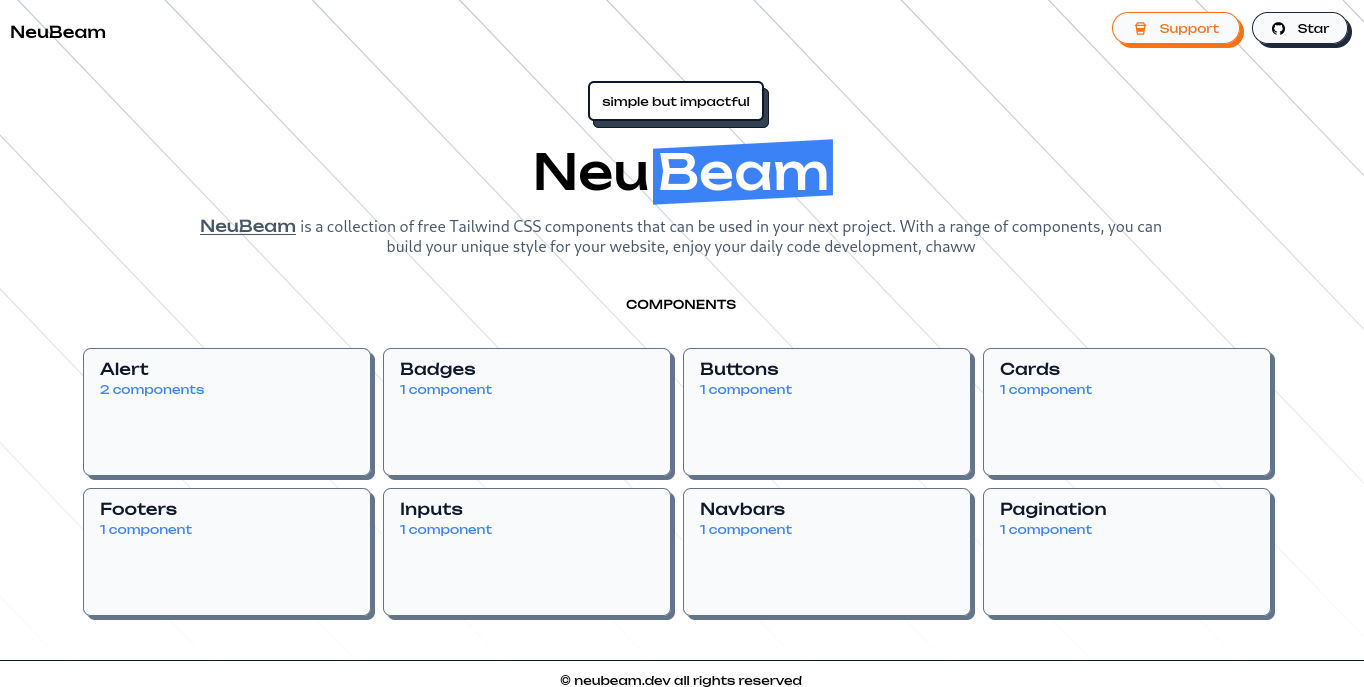 NeuBeam
Support
Star
simple but impactful
NeuBeam
NeuBeam is a collection of free Tailwind CSS components that can be used in your next project. With a range of components, you can
build your unique style for your website, enjoy your daily code development, chaww
COMPONENTS
Alert
2 components
Badges
1 component
Buttons
1 component
Cards
1 component
Footers
1 component
Inputs
1 component
Navbars
1 component
Pagination
1 component
© neubeam.dev all rights reserved